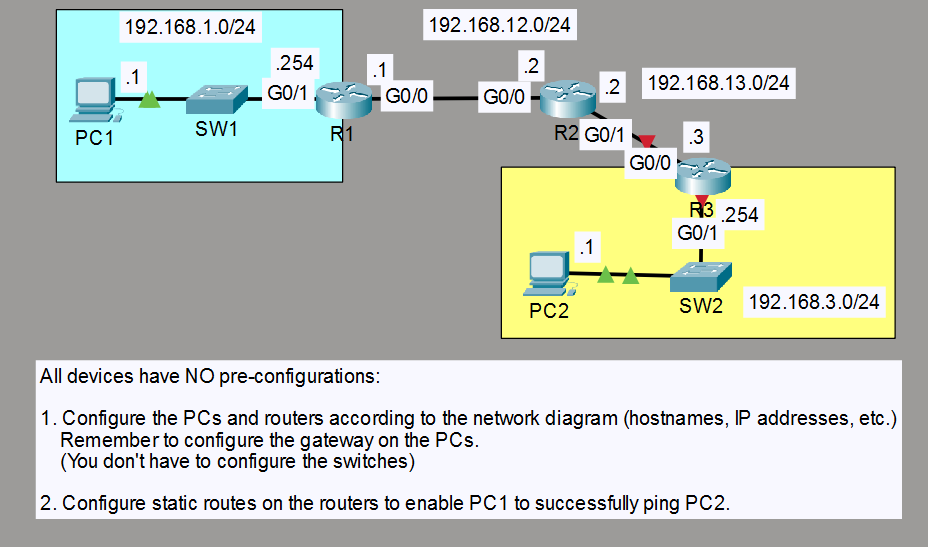 192.168.1.0/24
192.168.12.0/24
.1
.254
.1
.2
.2
192.168.13.0/24
G0/1
G0/0
G0/0
PC1
SW1
R1
R2
G0/1
.3
G0/0
R3
.254
G0/1
.1
PC2
SW2
192.168.3.0/24
All devices have NO pre-configurations:
1. Configure the PCs and routers according to the network diagram (hostnames, IP addresses, etc.)
Remember to configure the gateway on the PCs.
(You don't have to configure the switches)
2. Configure static routes on the routers to enable PC1 to successfully ping PC2.